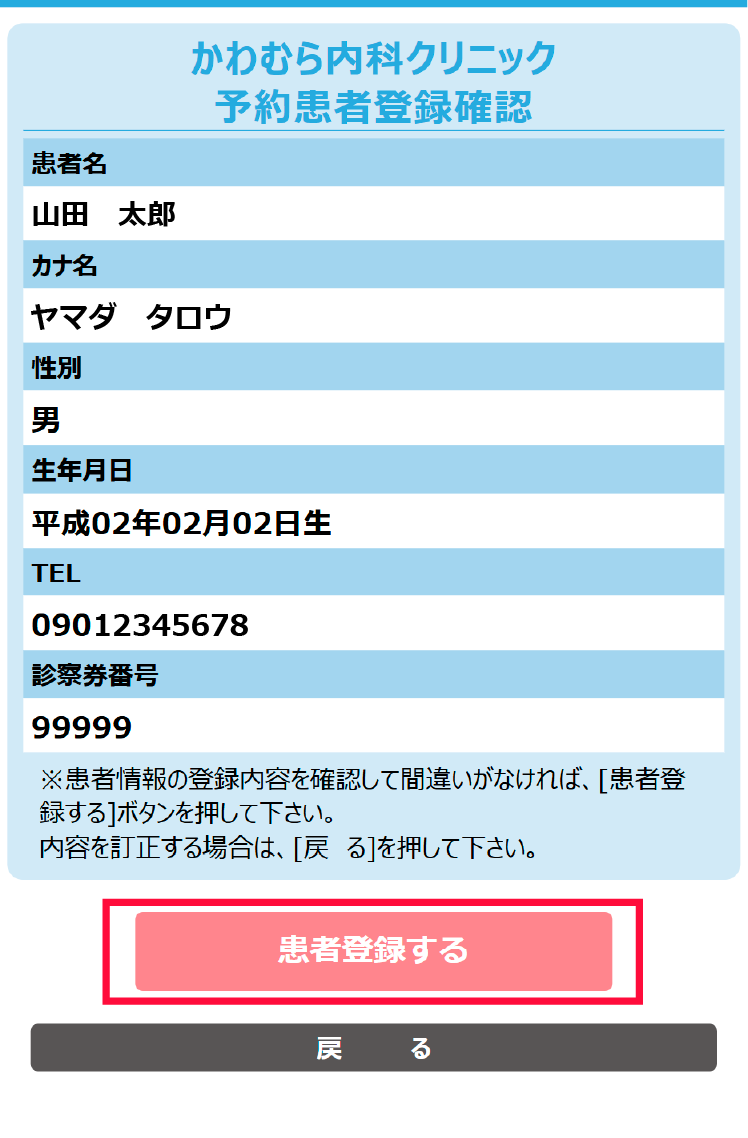 かわむら内科クリニック
予約患者登録確認
患者名
山田　太郎
カナ名
ヤマダ　タロウ
性別
男
生年月日
平成02年02月02日生
TEL
09012345678
診察券番号
99999
※患者情報の登録内容を確認して間違いがなければ、[患者登
録する]ボタンを押して下さい。
内容を訂正する場合は、[戻　る]を押して下さい。
患者登録する
戻　　る